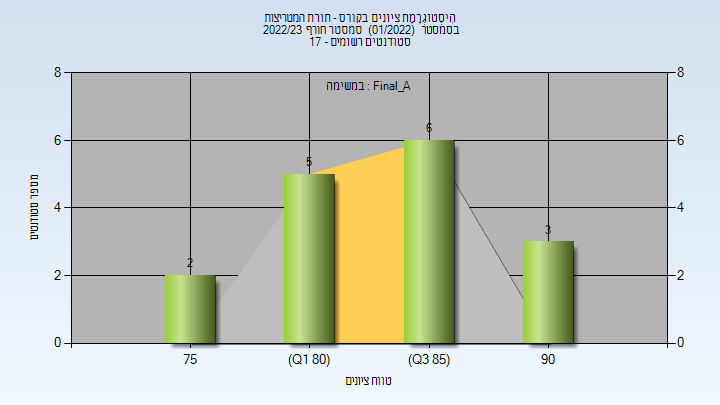 היסטוגרמת ציונים בקורס - תורת המטריצות
בסמסטר (01/2022) סמסטר חורף 2022/23
סטודנטים רשומים - 17
במשימה : Final_A
מספר סטודנטים
8
6
4
2
0
8
6
4
2
0
2
5
6
3
75
(Q1 80)
(Q3 85)
90
טווח ציונים